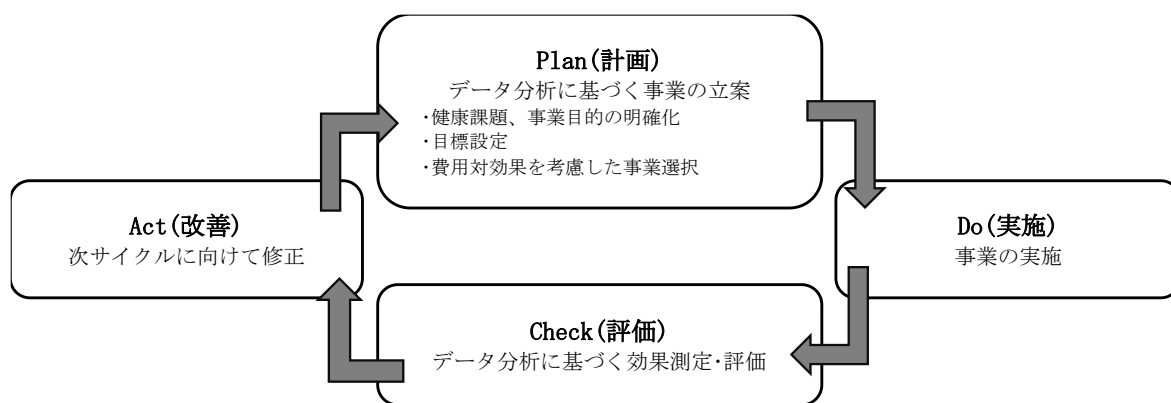 Plan(計画)
データ分析に基づく事業の立案
・健康課題、事業目的の明確化
・目標設定
・費用対効果を考慮した事業選択
Act(改善)
次サイクルに向けて修正
Do(実施)
事業の実施
Check(評価)
データ分析に基づく効果測定・評価